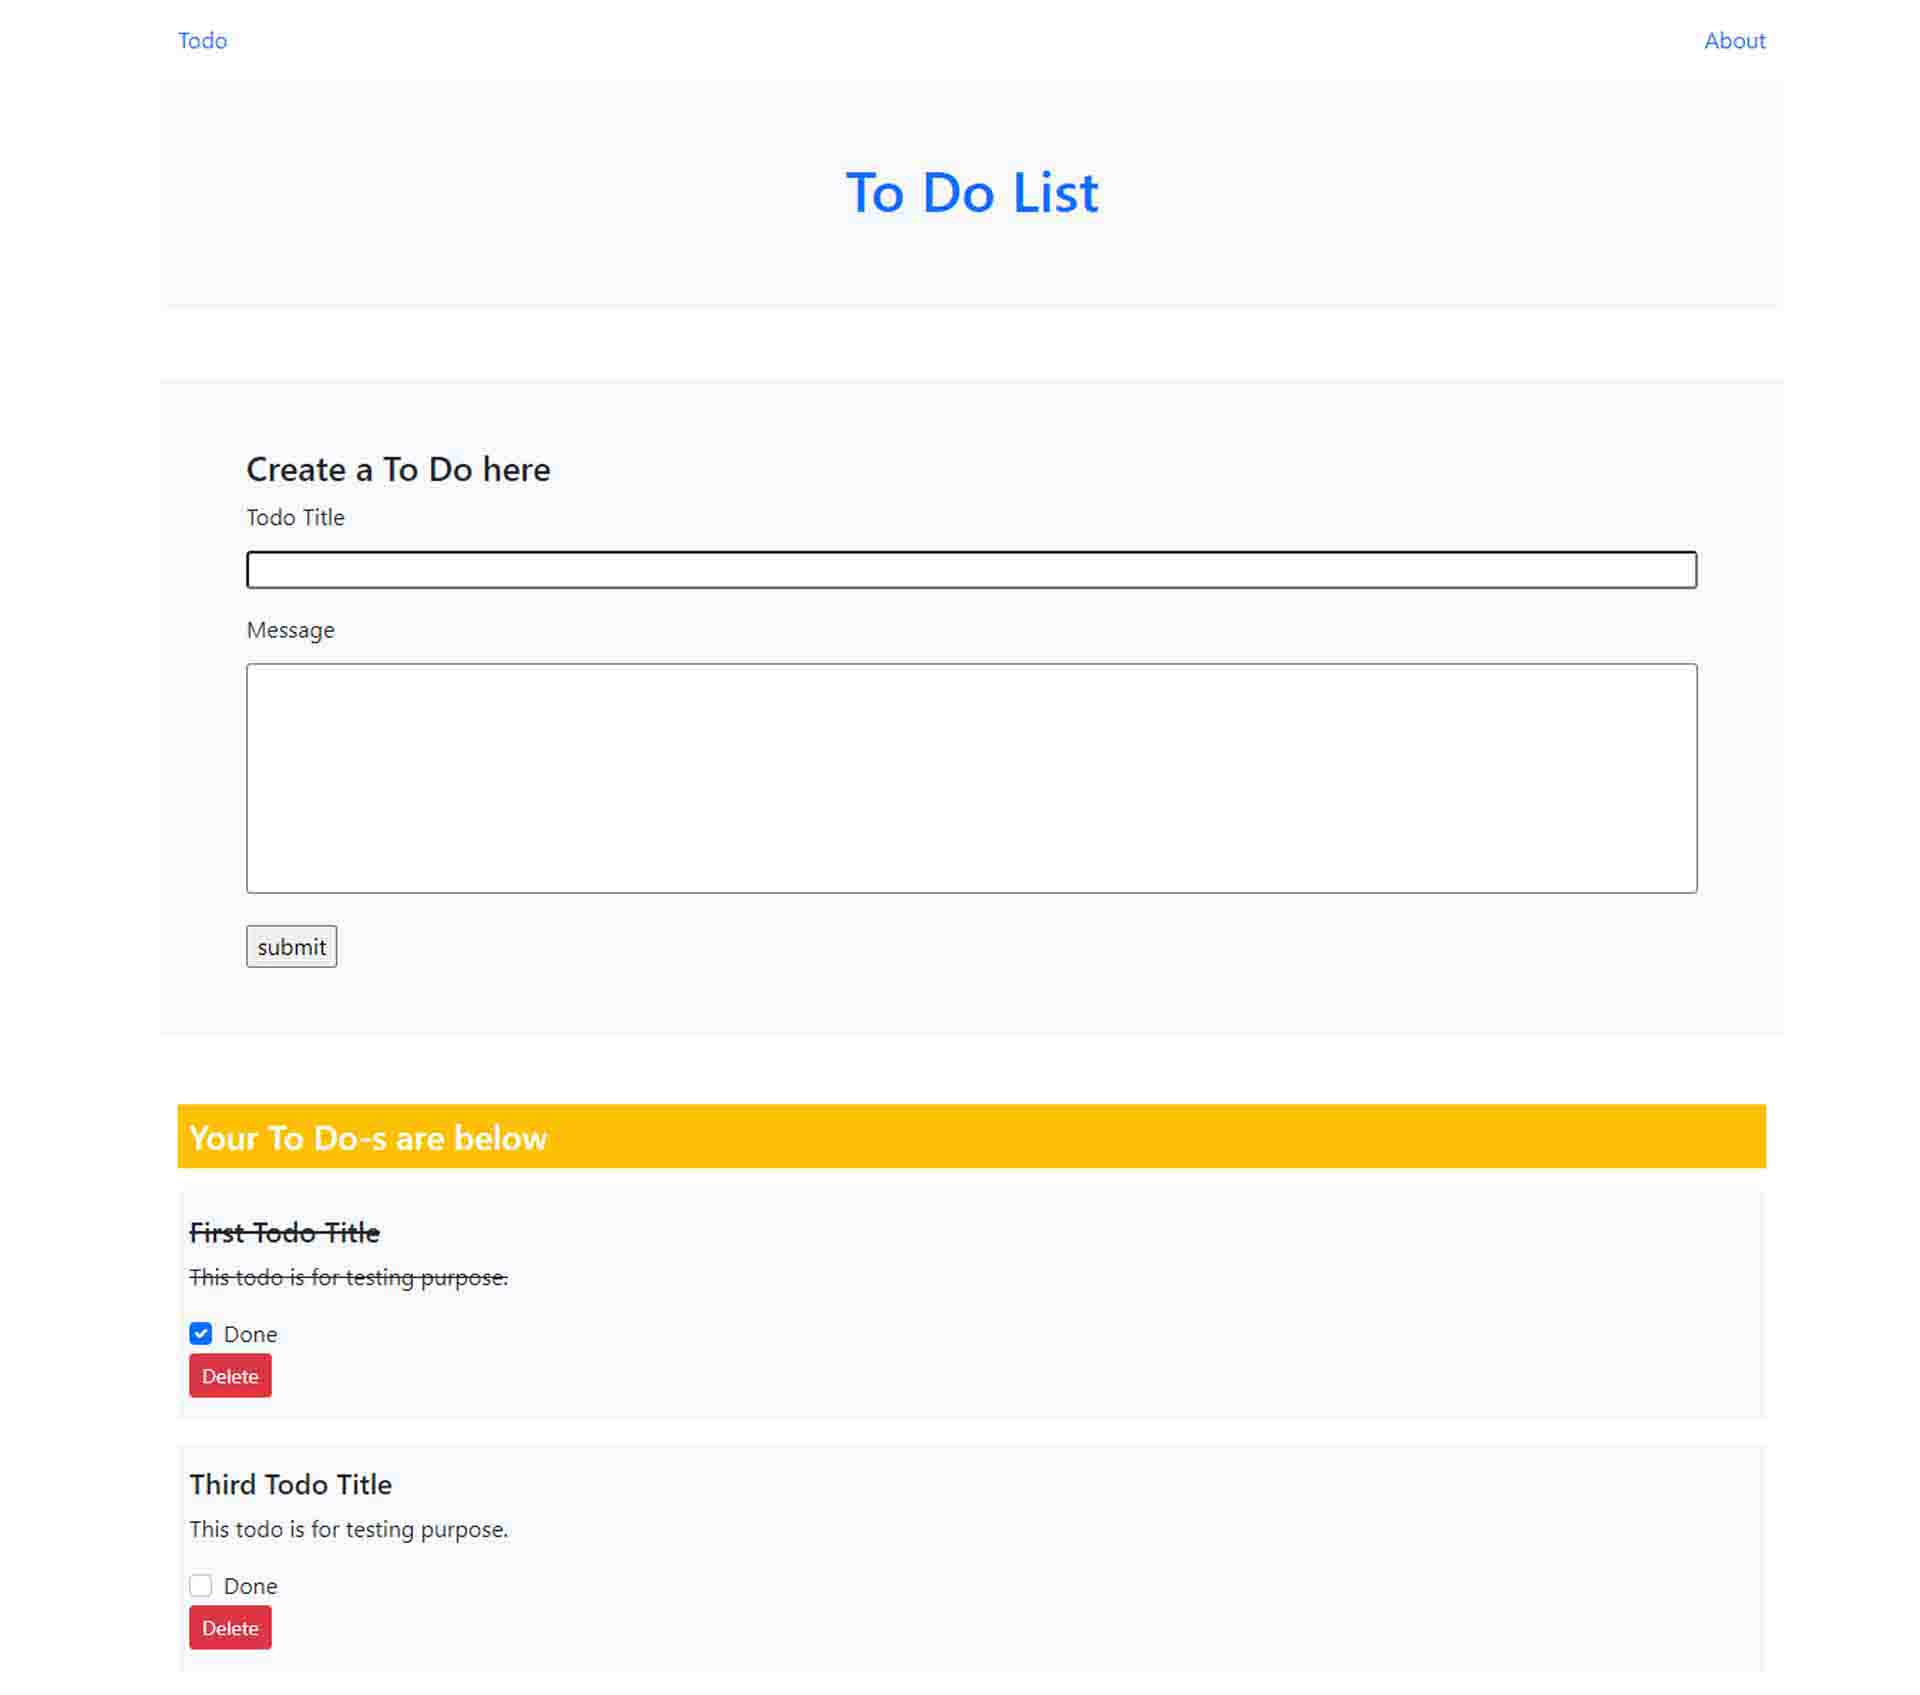 Todo
About
To Do List
Create a To Do here
Todo Title
Message
submit
Your To Do-s are below
First Todo Title
This todo is for testing purpose.
Done
Delete
Third Todo Title
This todo is for testing purpose.
Done
Delete